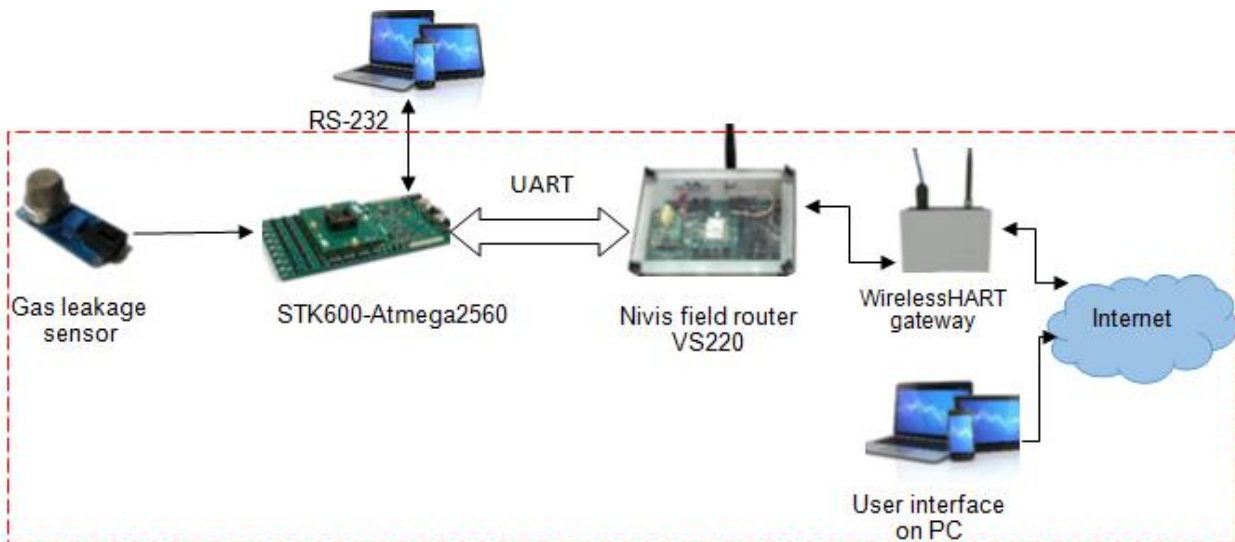 RS-232
UART
Gas leakage
sensor
STK600-Atmega2560
Nivis field router
VS220
WirelessHART
gateway
Internet
User interface
on PC